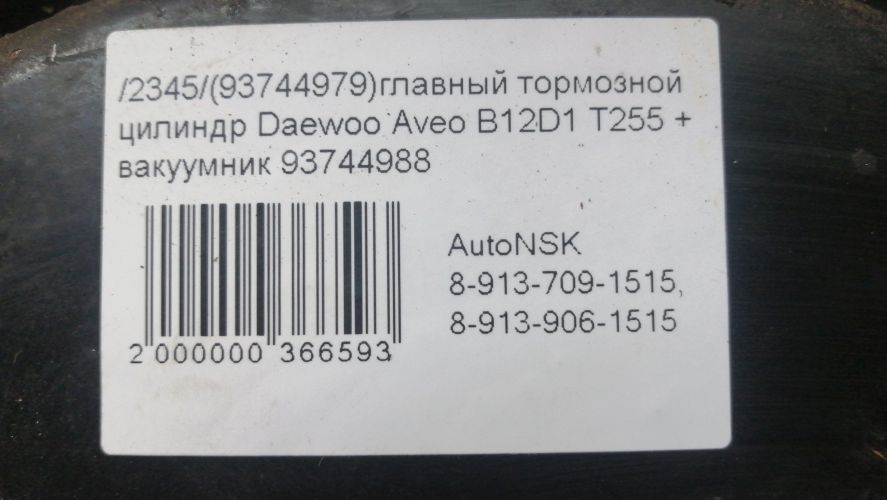 /2345/(93744979)главный тормозной
цилиндр Daewoo Aveo B12D1 T255 +
вакуумник 93744988
AutoNSK
8-913-709-1515,
8-913-906-1515
2 000000 366593